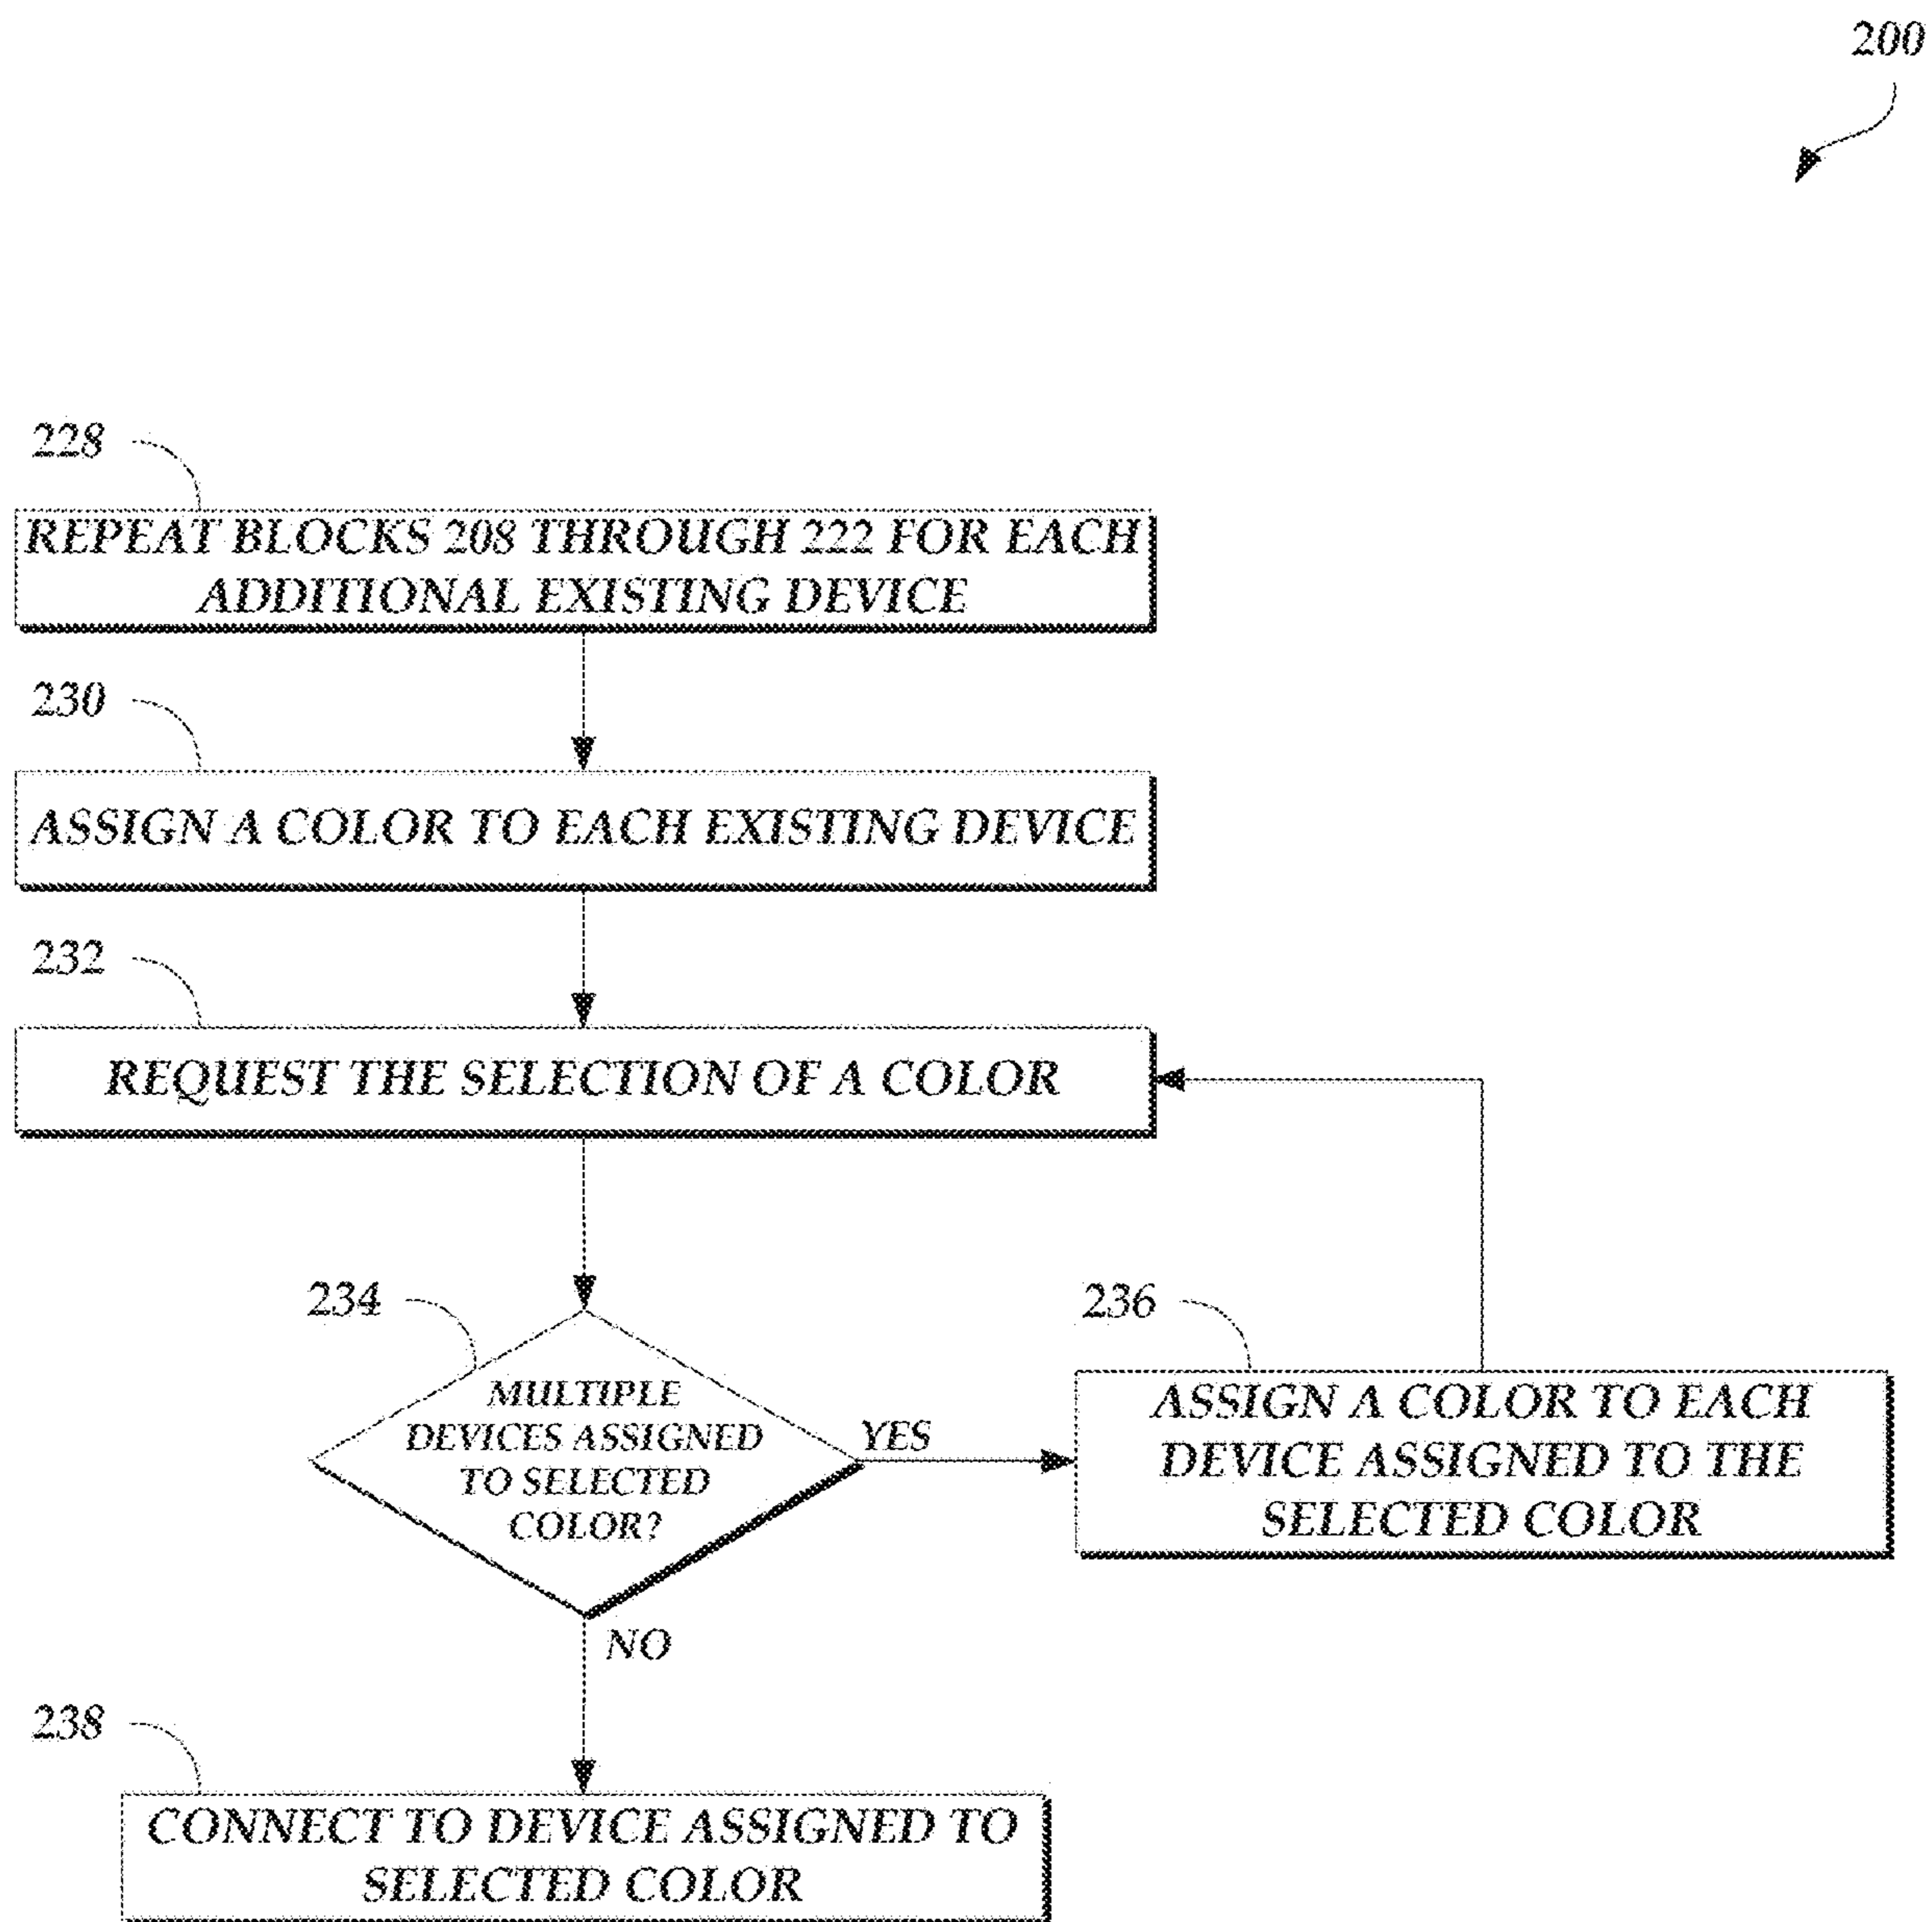 200
228
REPEAT BLOCKS 208 THROUGH 222 FOR EACH
ADDITIONAL EXISTING DEVICE
230
ASSIGN A COLOR TO EACH EXISTING DEVICE
232
REQUEST THE SELECTION OF A COLOR
234
MULTIPLE
DEVICES ASSIGNED
TO SELECTED
COLOR?
YES
236
ASSIGN A COLOR TO EACH
DEVICE ASSIGNED TO THE
SELECTED COLOR
NO
238
CONNECT TO DEVICE ASSIGNED TO
SELECTED COLOR